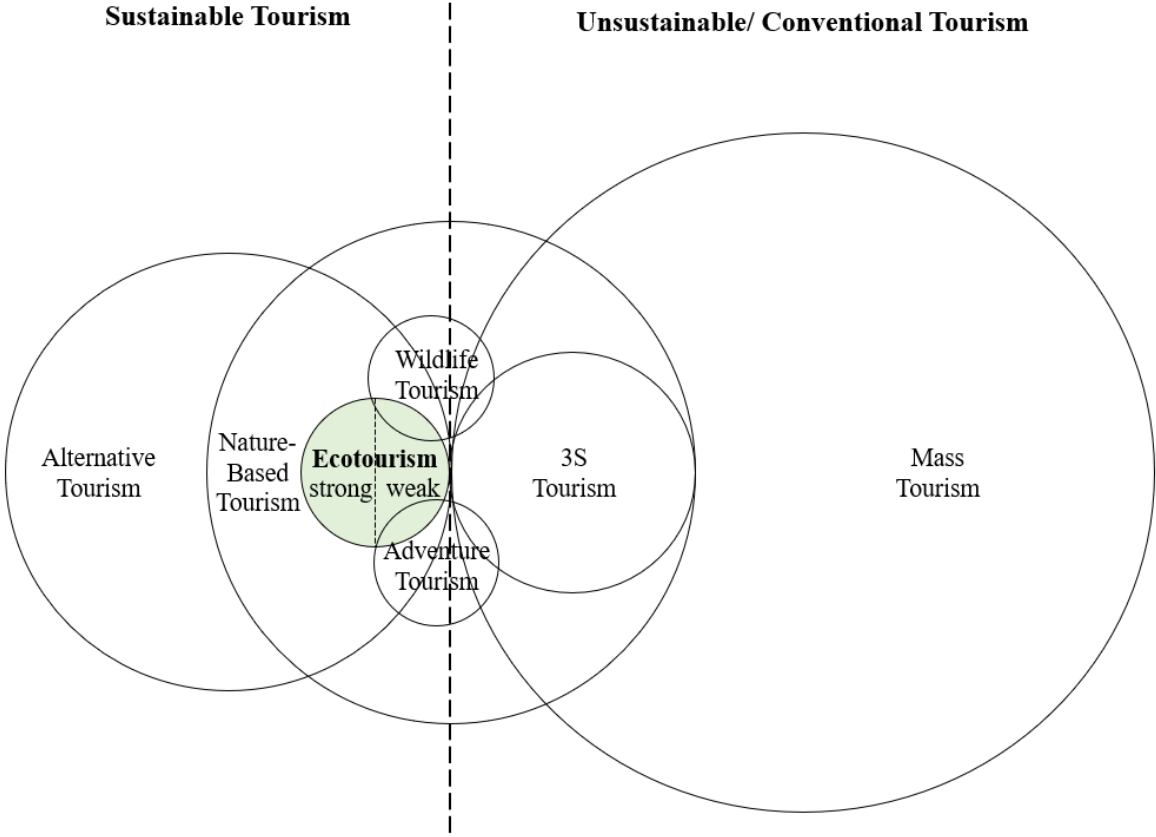 Sustainable Tourism
Unsustainable/ Conventional Tourism
Wildlife
Tourism
Alternative
Tourism
Nature-
Based
Tourism
Ecotourism
strong weak
3S
Tourism
Mass
Tourism
Adventure
Tourism